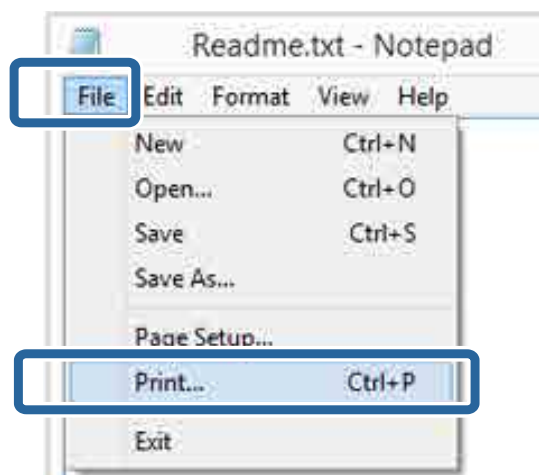 Readme.txt - Notepad
File Edit Format View Help
New Ctrl+N
Open... Ctrl+O
Save Ctrl+S
Save As...
Page Setup...
Print... Ctrl+P
Exit